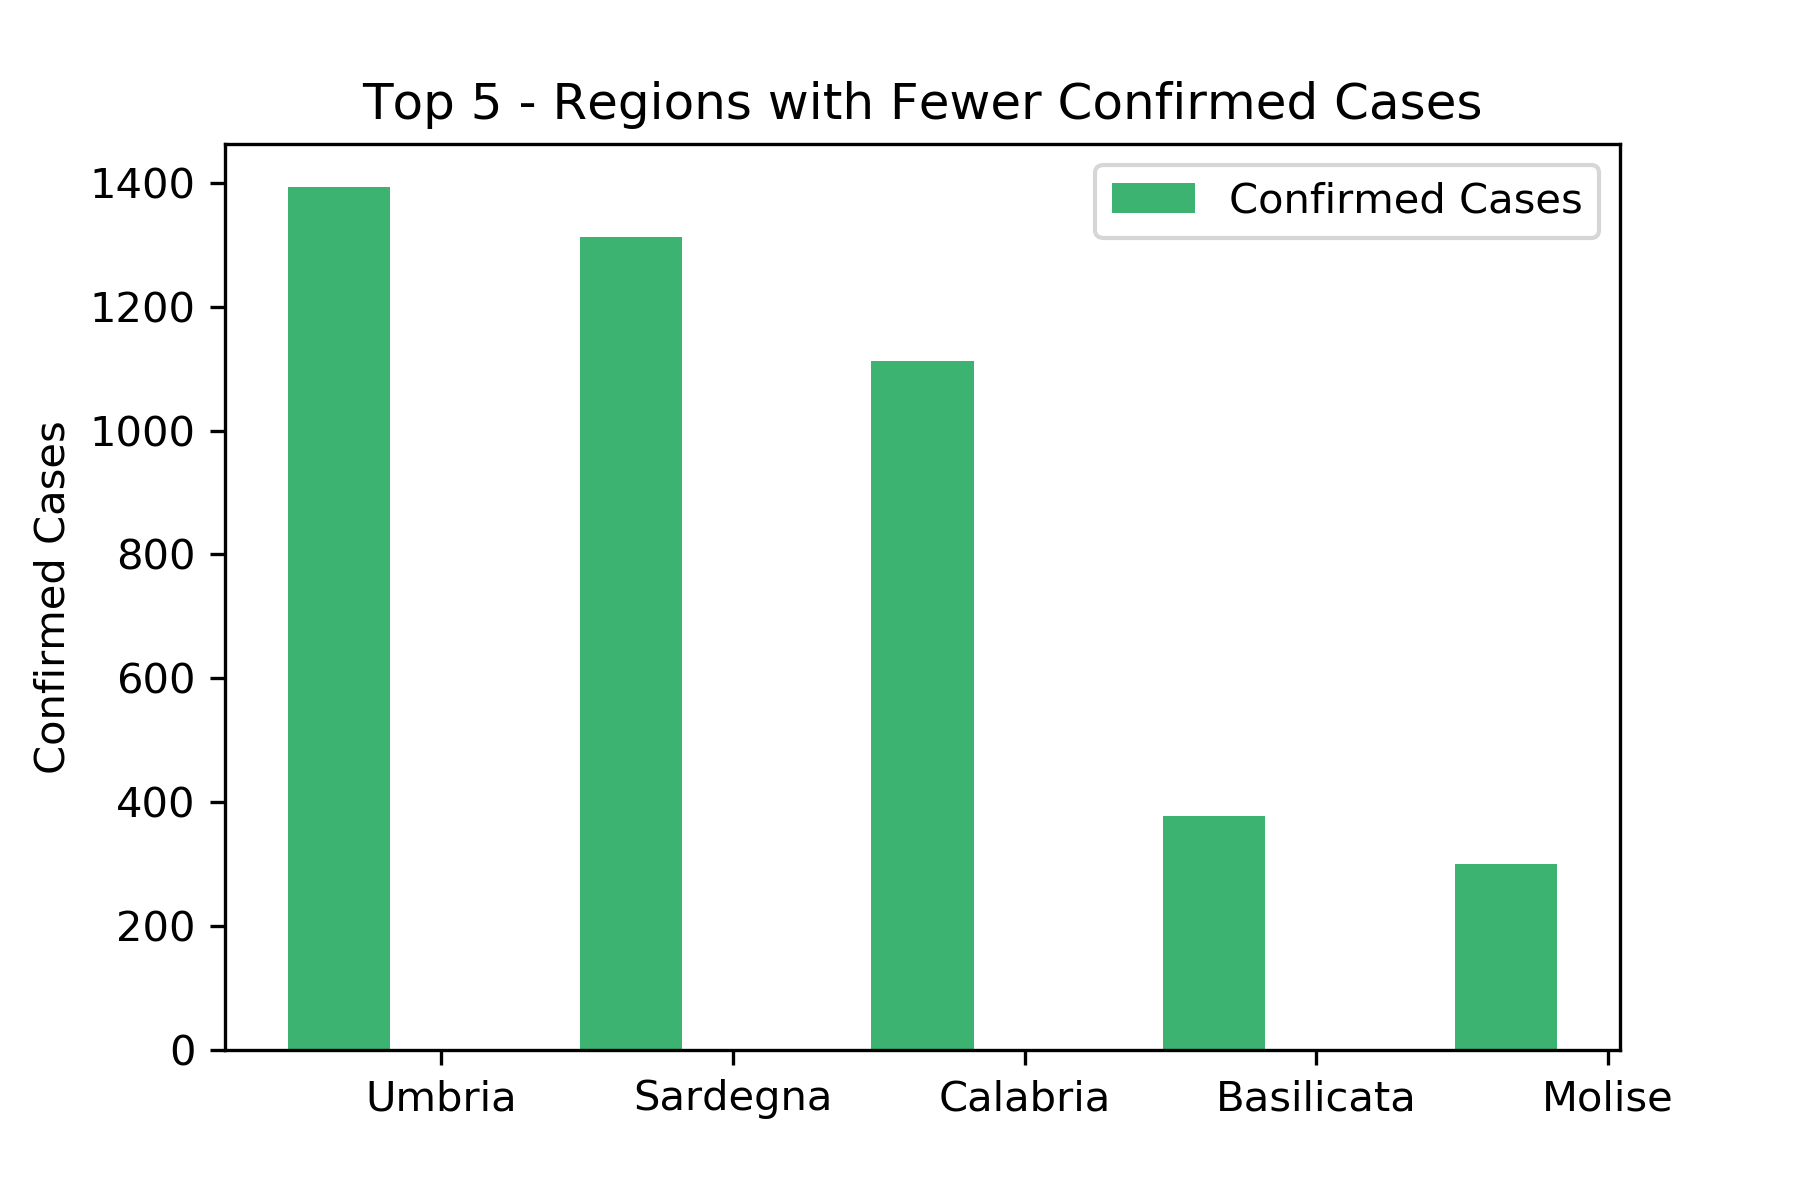 Top 5 - Regions with Fewer Confirmed Cases
Confirmed Cases
1400
1200
1000
800
600
400
200
0
Confirmed Cases
Umbria
Sardegna
Calabria
Basilicata
Molise